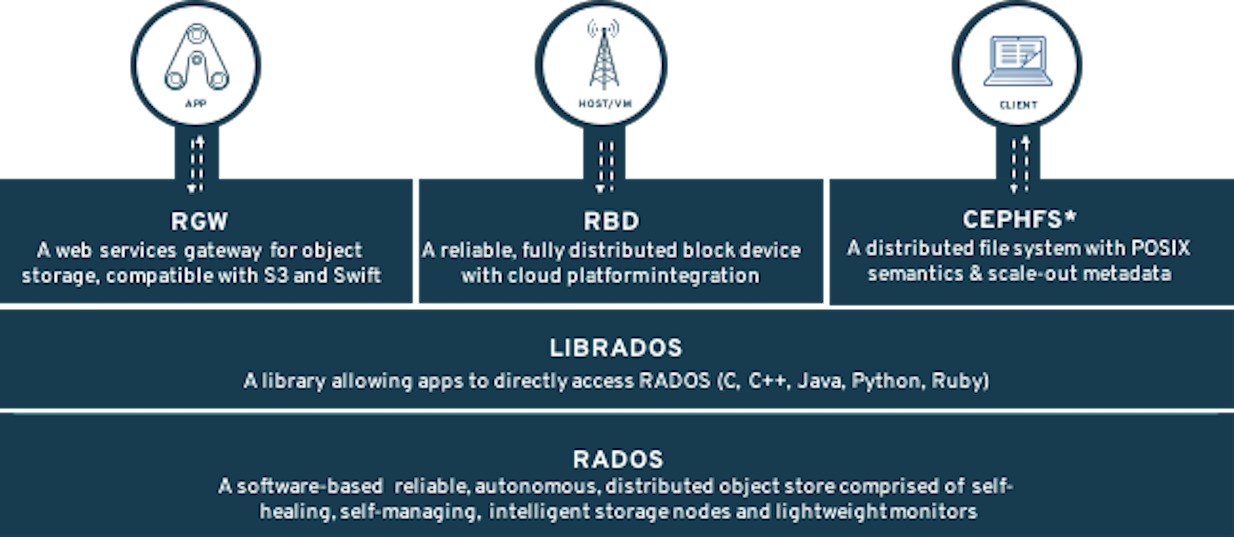 APP
HOST/VM
CLIENT
RGW
A web services gateway for object
storage, compatible with S3 and Swift
RBD
A reliable, fully distributed block device
with cloud platformintegration
CEPHFS*
A distributed file system with POSIX
semantics & scale-out metadata
LIBRADOS
A library allowing apps to directly access RADOS (C, C++, Java, Python, Ruby)
RADOS
A software-based reliable, autonomous, distributed object store comprised of self-
healing, self-managing, intelligent storage nodes and lightweight monitors